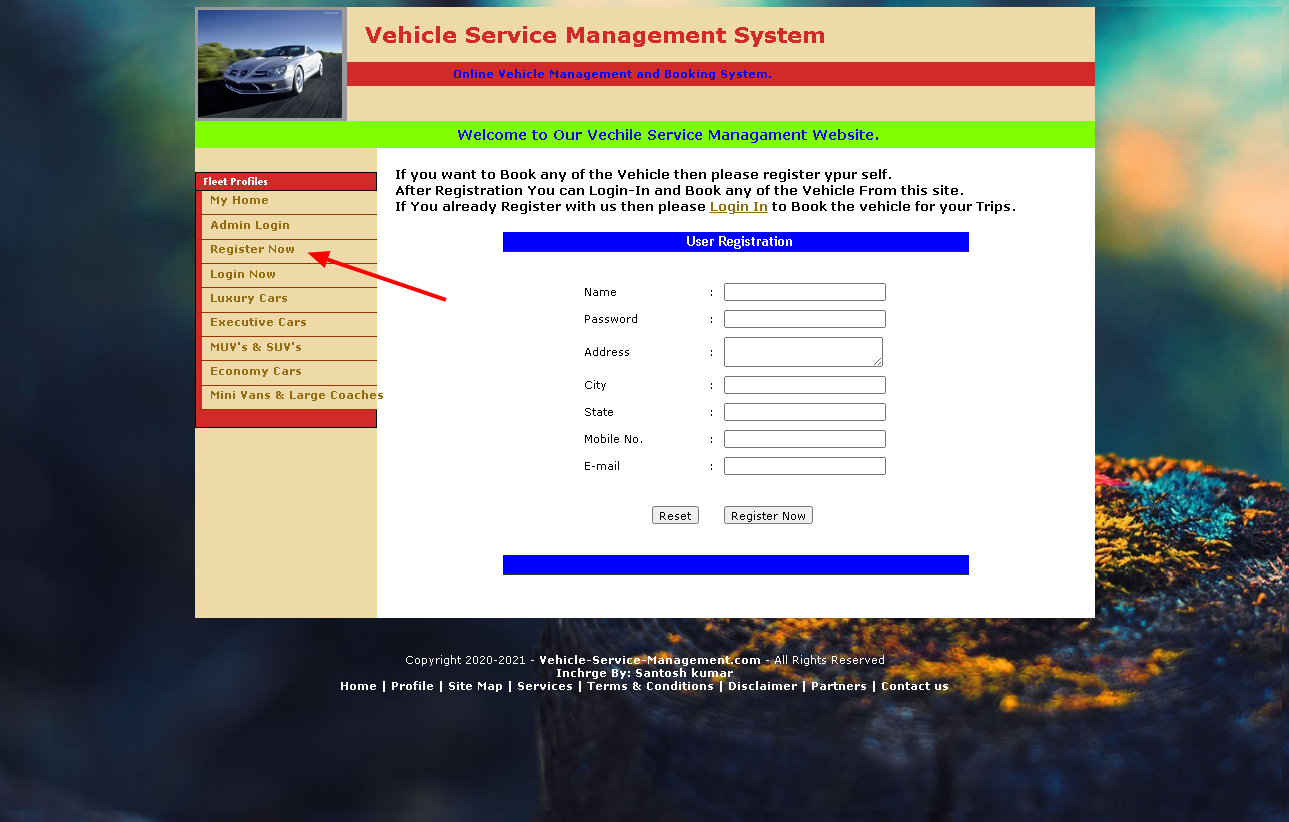 Vehicle Service Management System
Online Vehicle Management and Booking System.
Welcome to Our Vechile Service Managament Website.
Fleet Profiles
My Home
Admin Login
Register Now
Login Now
Luxury Cars
Executive Cars
MUV's & SUV's
Economy Cars
Mini Vans & Large Coaches
If you want to Book any of the Vehicle then please register ypur self.
After Registration You can Login-In and Book any of the Vehicle From this site.
If You already Register with us then please Login In to Book the vehicle for your Trips.
User Registration
Name :
Password :
Address :
City :
State :
Mobile No. :
E-mail :
Reset Register Now
Copyright 2020-2021 - Vehicle-Service-Management.com - All Rights Reserved
Inchrge By: Santosh kumar
Home | Profile | Site Map | Services | Terms & Conditions | Disclaimer | Partners | Contact us